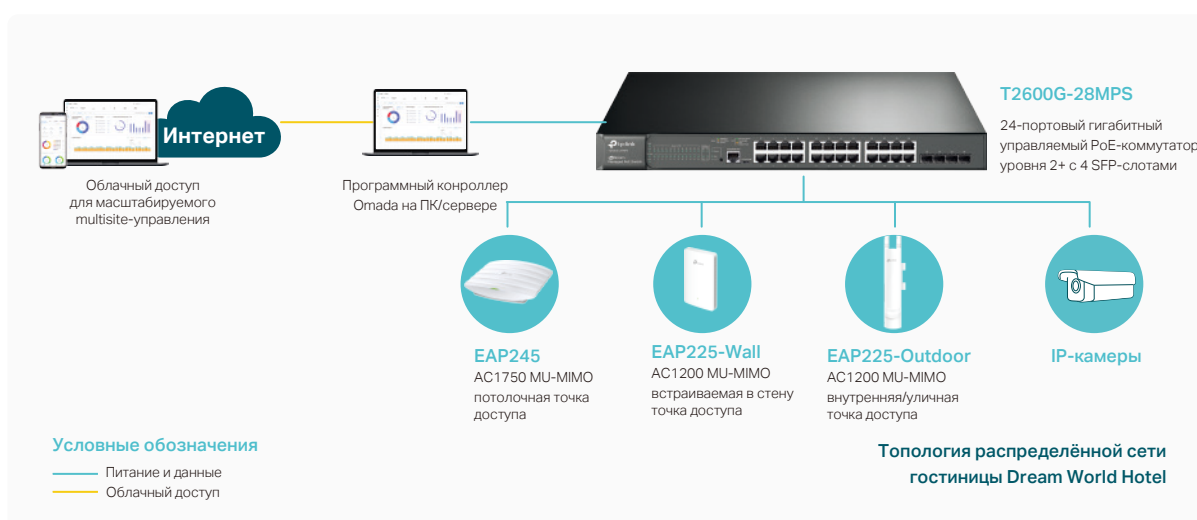 Интернет
Облачный доступ
для масштабируемого
multisite-управления
Программный конроллер
Omada на ПК/сервере
T2600G-28MPS
24-портовый гигабитный
управляемый PoE-коммутатор
уровня 2+ с 4 SFP-слотами
tp-link
EAP245
AC1750 MU-MIMO
потолочная точка
доступа
EAP225-Wall
AC1200 MU-MIMO
встраиваемая в стену
точка доступа
EAP225-Outdoor
AC1200 MU-MIMO
внутренняя/уличная
точка доступа
IP-камеры
Условные обозначения
Питание и данные
Облачный доступ
Топология распределённой сети
гостиницы Dream World Hotel